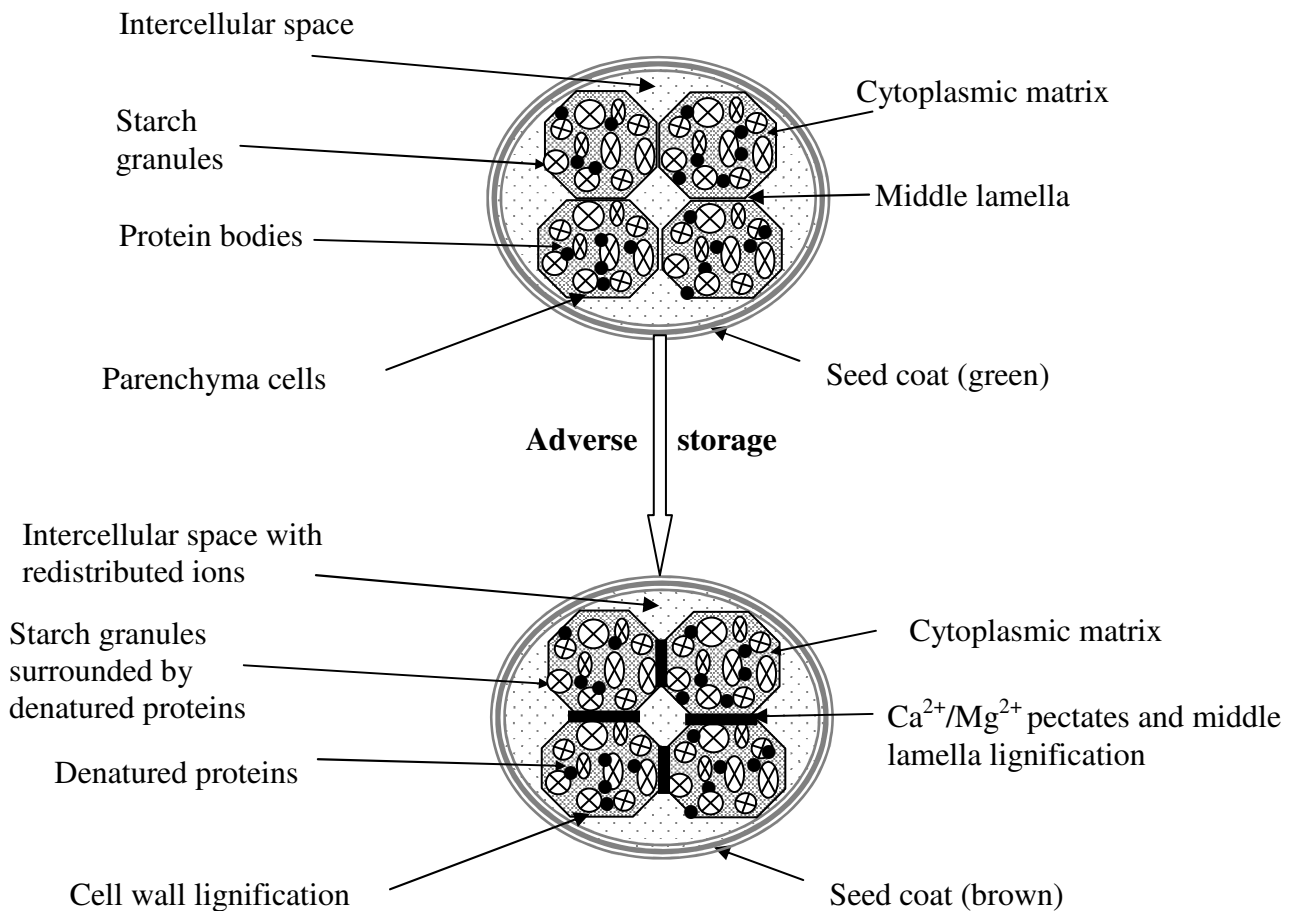 Intercellular space
Cytoplasmic matrix
Starch
granules
Middle lamella
Protein bodies
Parenchyma cells
Seed coat (green)
Adverse storage
Intercellular space with
redistributed ions
Starch granules
surrounded by
denatured proteins
Cytoplasmic matrix
Ca²⁺/Mg²⁺ pectates and middle
lamella lignification
Denatured proteins
Cell wall lignification
Seed coat (brown)